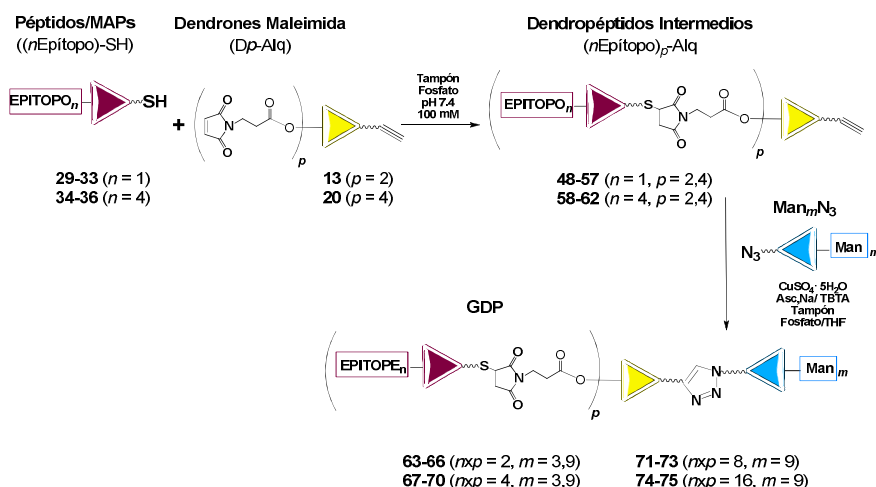 Péptidos/MAPs
((nEpítopo)-SH)
Dendrones Maleimida
(Dp-Alq)
Dendropéptidos Intermedios
(nEpítopo)p-Alq
EPITOPOn
SH
+
O
N
O
O
O
p
Tampón
Fosfato
pH 7.4
100 mM
EPITOPOn
S
O
N
O
O
O
p
29-33 (n = 1)
34-36 (n = 4)
13 (p = 2)
20 (p = 4)
48-57 (n = 1, p = 2,4)
58-62 (n = 4, p = 2,4)
ManmN3
N3
Man m
CuSO4· 5H2O
Asc,Na/ TBTA
Tampón
Fosfato/THF
GDP
EPITOPEn
S
O
N
O
O
O
p
N
N
N
Man m
63-66 (nxp = 2, m = 3,9)
67-70 (nxp = 4, m = 3,9)
71-73 (nxp = 8, m = 9)
74-75 (nxp = 16, m = 9)